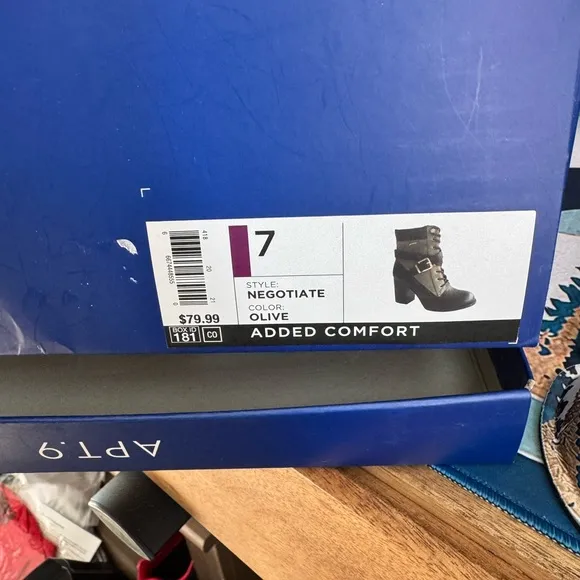 7
STYLE:
NEGOTIATE
COLOR:
OLIVE
$79.99
BOX ID
181
CO
ADDED COMFORT
APT.9